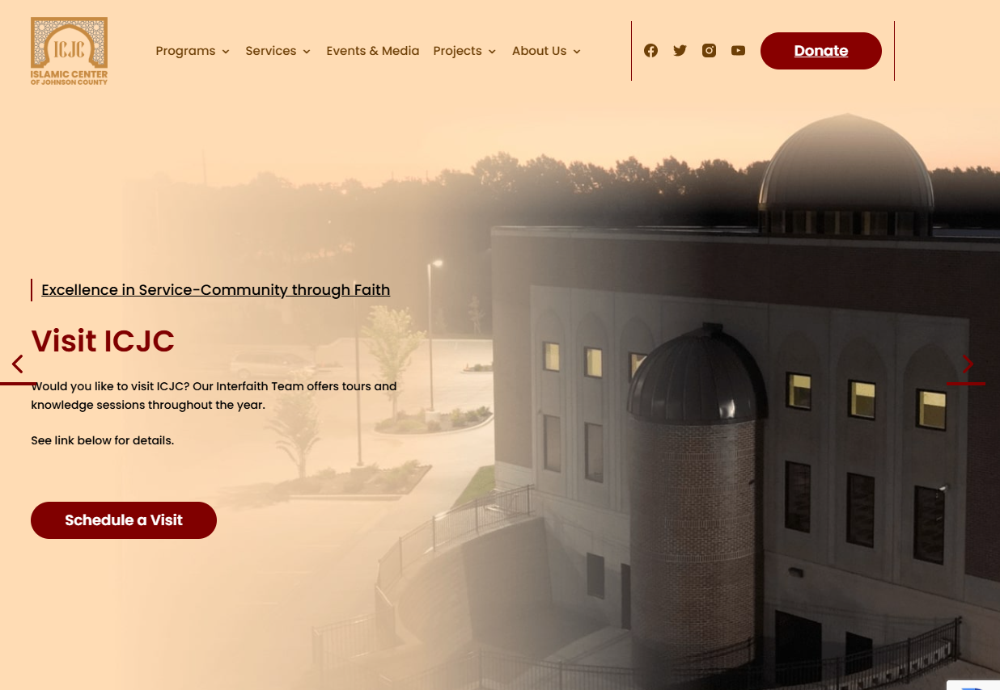 ICJC
ISLAMIC CENTER
OF JOHNSON COUNTY
Programs Services Events & Media Projects About Us Donate
Excellence in Service-Community through Faith
Visit ICJC
Would you like to visit ICJC? Our Interfaith Team offers tours and
knowledge sessions throughout the year.
See link below for details.
Schedule a Visit